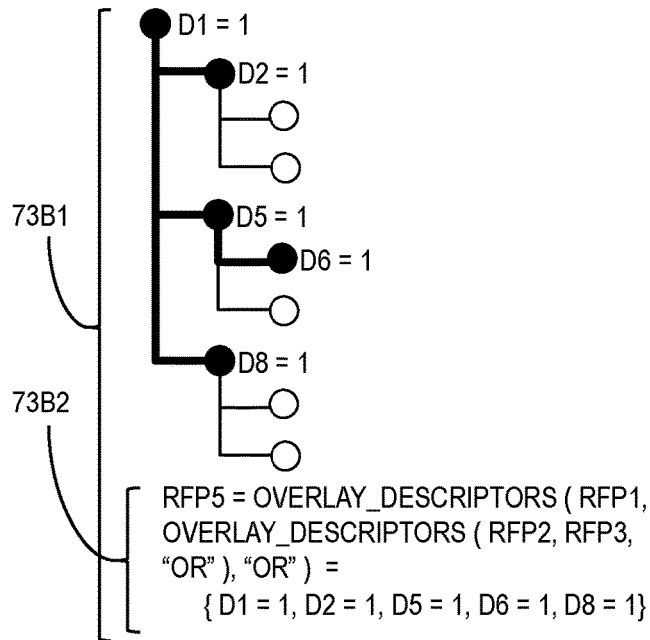 D1 = 1
D2 = 1
73B1
D5 = 1
D6 = 1
D8 = 1
73B2
RFP5 = OVERLAY_DESCRIPTORS ( RFP1,
OVERLAY_DESCRIPTORS ( RFP2, RFP3,
“OR” ), “OR” ) =
{ D1 = 1, D2 = 1, D5 = 1, D6 = 1, D8 = 1}